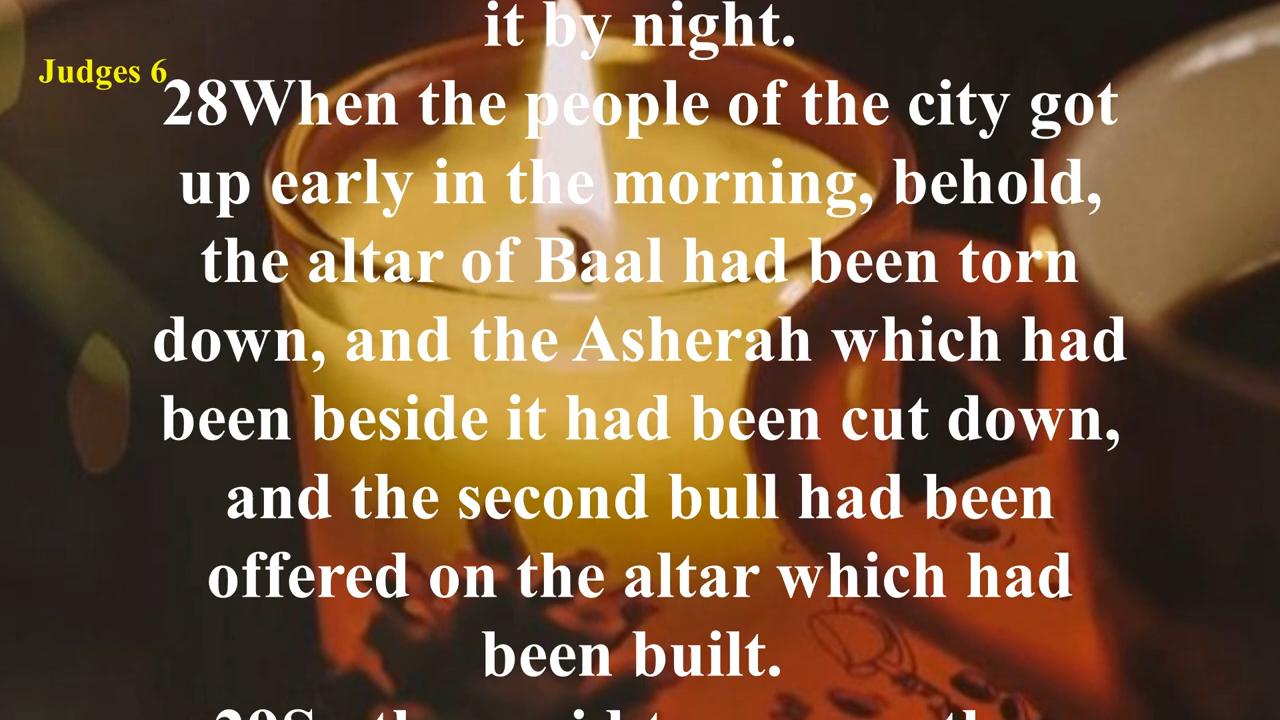 it by night.
Judges 6
28When the people of the city got
up early in the morning, behold,
the altar of Baal had been torn
down, and the Asherah which had
been beside it had been cut down,
and the second bull had been
offered on the altar which had
been built.